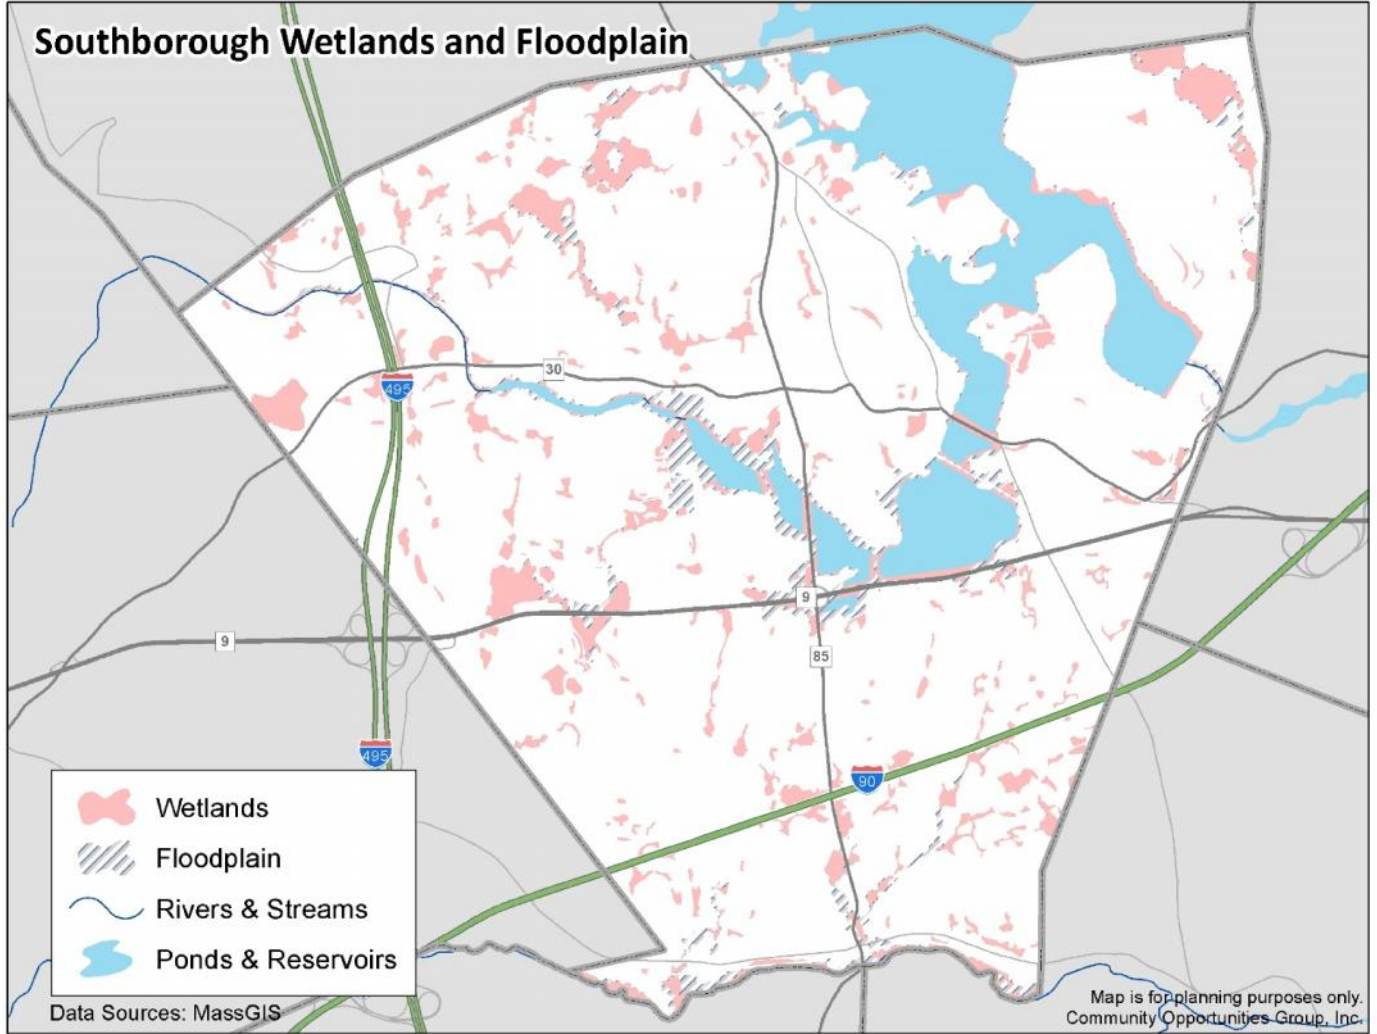 Southborough Wetlands and Floodplain
30
495
9
9
85
495
90
Wetlands
Floodplain
Rivers & Streams
Ponds & Reservoirs
Data Sources: MassGIS
Map is for planning purposes only.
Community Opportunities Group, Inc.